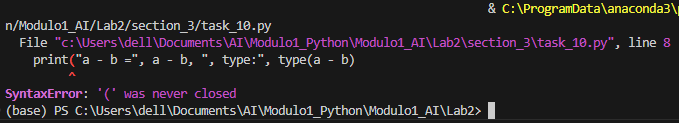 & C:\ProgramData\anaconda3\p
n/Modulo1_AI/Lab2/section_3/task_10.py
File "c:\Users\dell\Documents\AI\Modulo1_Python\Modulo1_AI\Lab2\section_3\task_10.py", line 8
print("a - b =", a - b, ", type:", type(a - b)
^
SyntaxError: '(' was never closed
(base) PS C:\Users\dell\Documents\AI\Modulo1_Python\Modulo1_AI\Lab2>